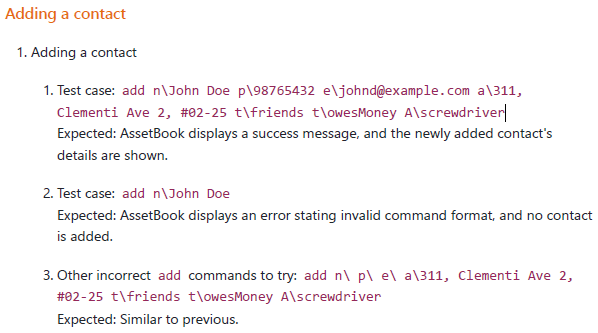 Adding a contact
1. Adding a contact
1. Test case: add n\John Doe p\98765432 e\johnd@example.com a\311,
Clementi Ave 2, #02-25 t\friends t\owesMoney A\screwdriver
Expected: AssetBook displays a success message, and the newly added contact's
details are shown.
2. Test case: add n\John Doe
Expected: AssetBook displays an error stating invalid command format, and no contact
is added.
3. Other incorrect add commands to try: add n\ p\ e\ a\311, Clementi Ave 2,
#02-25 t\friends t\owesMoney A\screwdriver
Expected: Similar to previous.